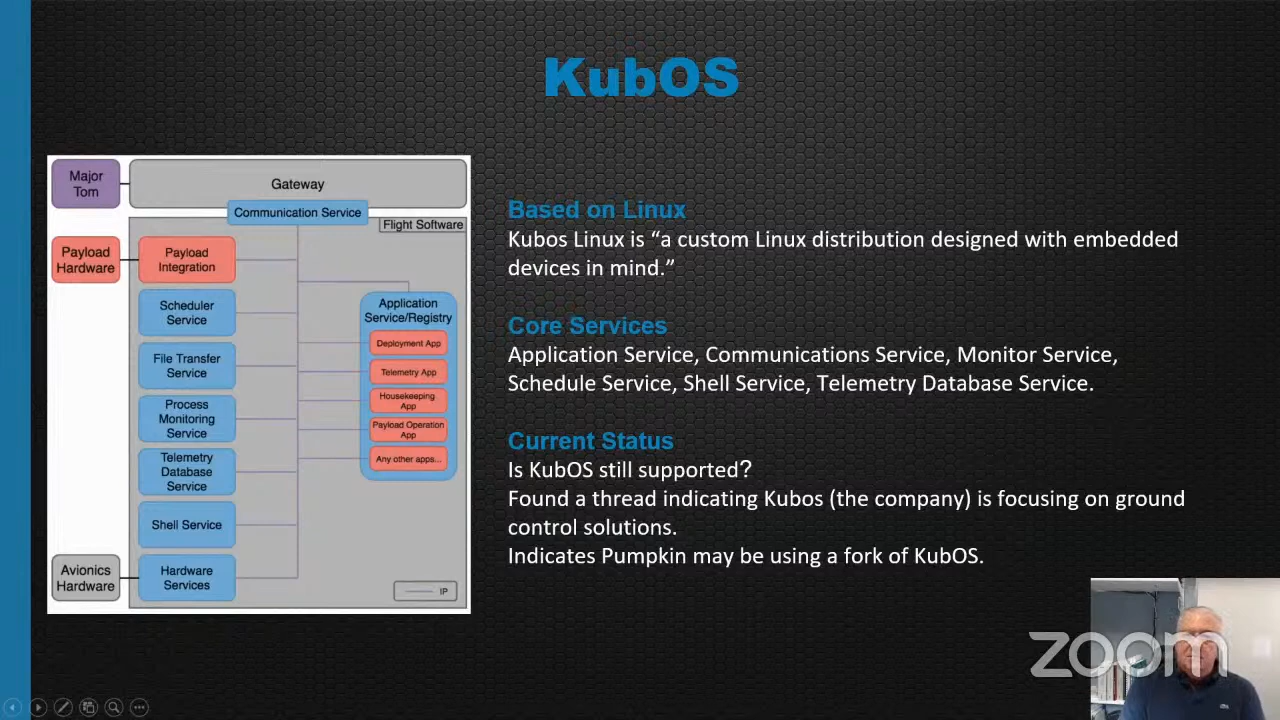 KubOS
Major
Tom
Gateway
Communication Service
Flight Software
Payload
Hardware
Payload
Integration
Scheduler
Service
File Transfer
Service
Process
Monitoring
Service
Telemetry
Database
Service
Shell Service
Avionics
Hardware
Hardware
Services
Application
Service/Registry
Deployment App
Telemetry App
Housekeeping
App
Payload Operation
App
Any other apps...
IP
Based on Linux
Kubos Linux is “a custom Linux distribution designed with embedded
devices in mind.”
Core Services
Application Service, Communications Service, Monitor Service,
Schedule Service, Shell Service, Telemetry Database Service.
Current Status
Is KubOS still supported?
Found a thread indicating Kubos (the company) is focusing on ground
control solutions.
Indicates Pumpkin may be using a fork of KubOS.
zoom